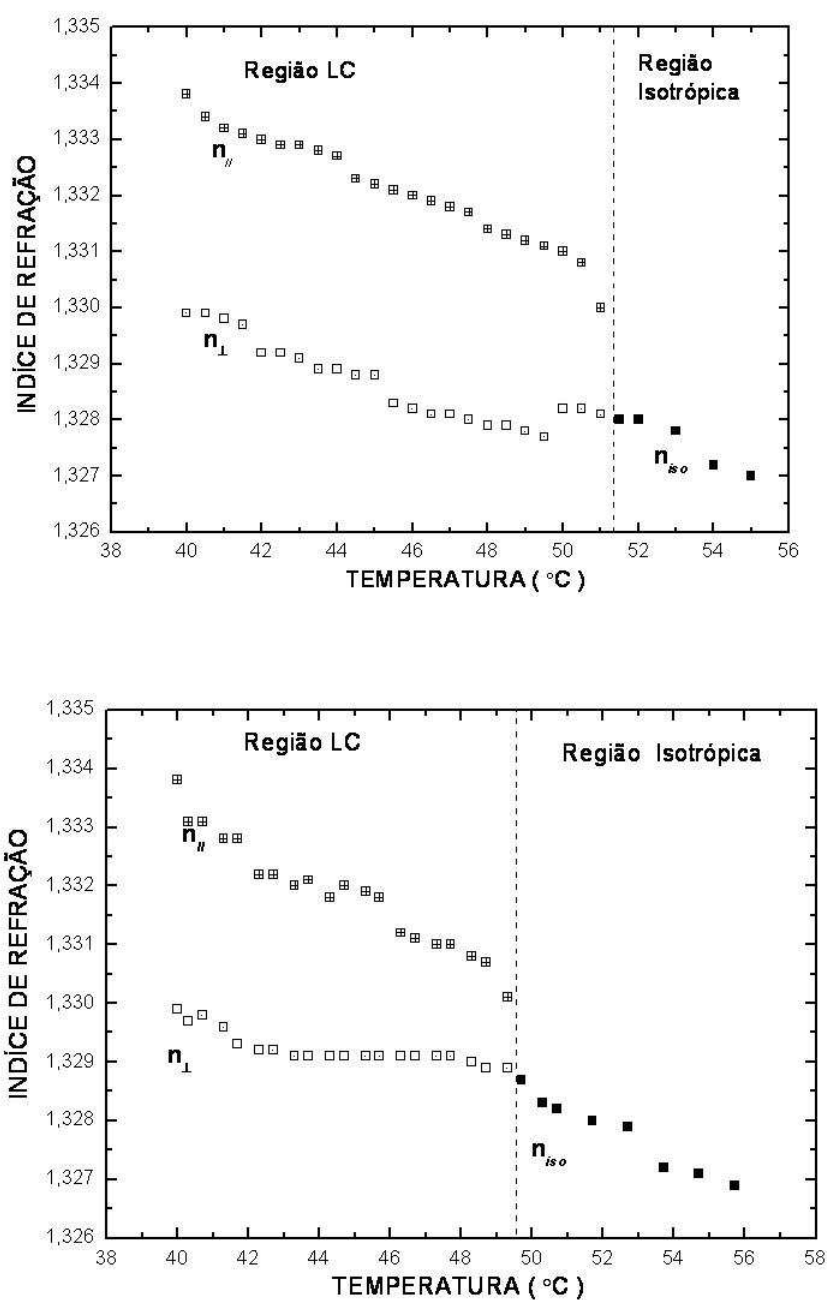 1,335
1,334
1,333
1,332
1,331
1,330
1,329
1,328
1,327
1,326
INDÍCE DE REFRAÇÃO
Região LC
Região
Isotrópica
n//
n⊥
niso
38 40 42 44 46 48 50 52 54 56
TEMPERATURA ( °C )
1,335
1,334
1,333
1,332
1,331
1,330
1,329
1,328
1,327
1,326
INDÍCE DE REFRAÇÃO
Região LC
Região Isotrópica
n//
n⊥
niso
38 40 42 44 46 48 50 52 54 56 58
TEMPERATURA ( °C )